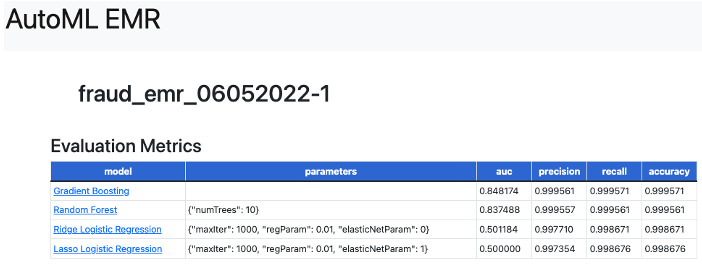 AutoML EMR
fraud_emr_06052022-1
Evaluation Metrics
model parameters auc precision recall accuracy
Gradient Boosting 0.848174 0.999561 0.999571 0.999571
Random Forest {"numTrees": 10} 0.837488 0.999557 0.999561 0.999561
Ridge Logistic Regression {"maxIter": 1000, "regParam": 0.01, "elasticNetParam": 0} 0.501184 0.997710 0.998671 0.998671
Lasso Logistic Regression {"maxIter": 1000, "regParam": 0.01, "elasticNetParam": 1} 0.500000 0.997354 0.998676 0.998676